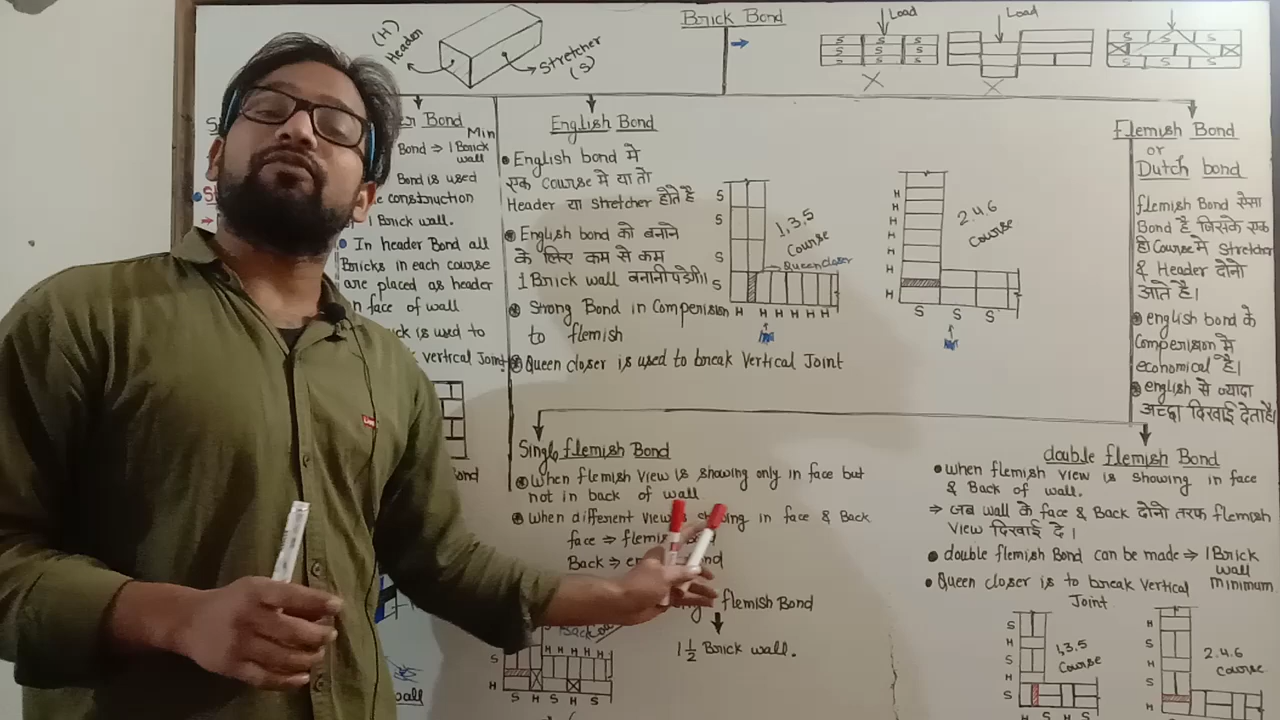 Brick Bond
(H)
Header
Stretcher
(S)
Load
Load
S S S
S S S
S S S
X
X
S S
S S
S S S
Bond
Min
Bond ⇒ 1 Brick
wall
Bond is used
construction
1 Brick wall.
In header Bond all
Bricks in each course
are placed as header
face of wall
is used to
vertical Joint
English Bond
English bond मे
एक Course मे या तो
Header या Stretcher होते है
English bond को बनाने
के लिए कम से कम
1 Brick wall बनानी पडेगी।
Strong Bond in Comperision
to flemish
Queen closer is used to break Vertical Joint
S
S
S
S
1,3,5
Course
Queen closer
H H H H H H
H
H
H
H
H
H
H
2.4.6
Course
S S S
Flemish Bond
or
Dutch bond
flemish Bond ऐसा
Bond है जिसके एक
ही Course मे Stretcher
& Header दोनो
आते है।
english bond के
Comperision मे
economical है।
english से ज्यादा
अच्छा दिखाई देता है।
Single flemish Bond
When flemish view is showing only in face but
not in back of wall
When different view showing in face & Back
face ⇒
Back ⇒
flemish Bond
1½ Brick wall.
Back
H H H H H
S
H
S H S H S
double flemish Bond
when flemish view is showing in face
& Back of wall.
⇒ जब wall के face & Back दोनो तरफ flemish
View दिखाई दे।
double flemish Bond can be made ⇒ 1 Brick
wall
minimum
Queen closer is to break vertical
Joint
S
H
S
H
S
1,3,5
Course
H S H S
H
S
H
S
H
2.4.6
Course